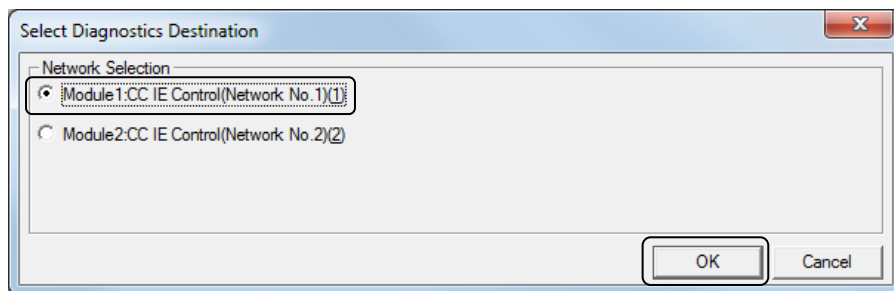 Select Diagnostics Destination
Network Selection
Module1:CC IE Control(Network No.1)(1)
Module2:CC IE Control(Network No.2)(2)
OK
Cancel